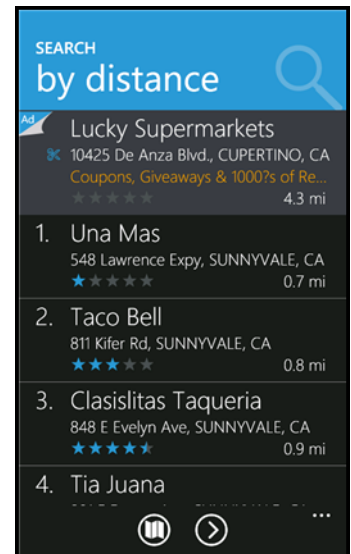 SEARCH
by distance
Ad
Lucky Supermarkets
10425 De Anza Blvd., CUPERTINO, CA
Coupons, Giveaways & 1000?s of Re...
4.3 mi
1. Una Mas
548 Lawrence Expy, SUNNYVALE, CA
0.7 mi
2. Taco Bell
811 Kifer Rd, SUNNYVALE, CA
0.8 mi
3. Clasislitas Taqueria
848 E Evelyn Ave, SUNNYVALE, CA
0.9 mi
4. Tia Juana
...